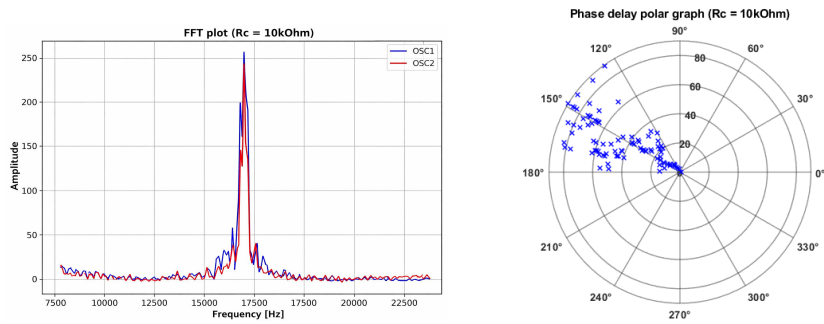 FFT plot (Rc = 10kOhm)
OSC1
OSC2
250
200
150
100
50
0
Amplitude
7500 10000 12500 15000 17500 20000 22500
Frequency [Hz]
Phase delay polar graph (Rc = 10kOhm)
90°
120° 60°
80
60
150° 30°
40
20
180° 0°
210° 330°
240° 300°
270°